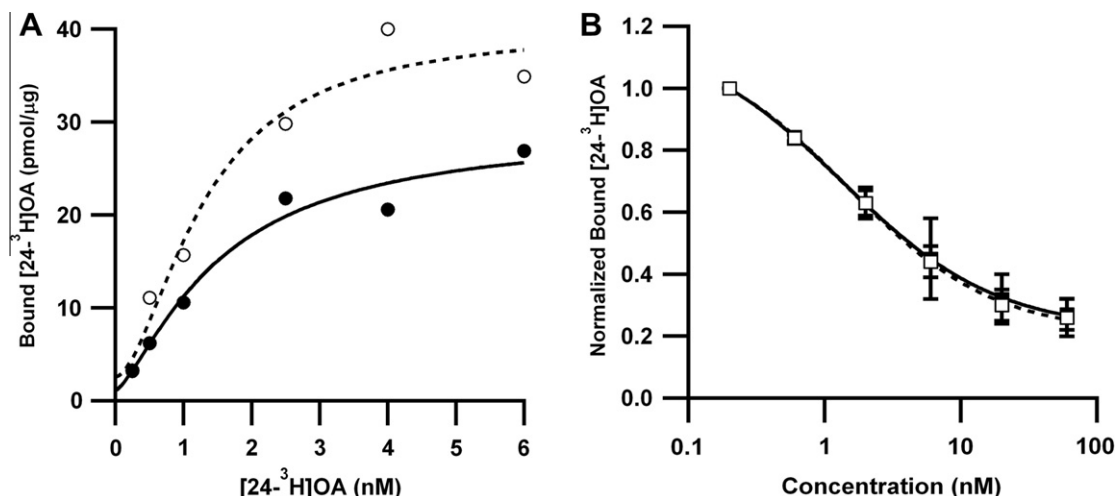 A
Bound [24-³H]OA (pmol/µg)
40
30
20
10
0
0 1 2 3 4 5 6
[24-³H]OA (nM)
B
Normalized Bound [24-³H]OA
1.2
1.0
0.8
0.6
0.4
0.2
0.0
0.1 1 10 100
Concentration (nM)